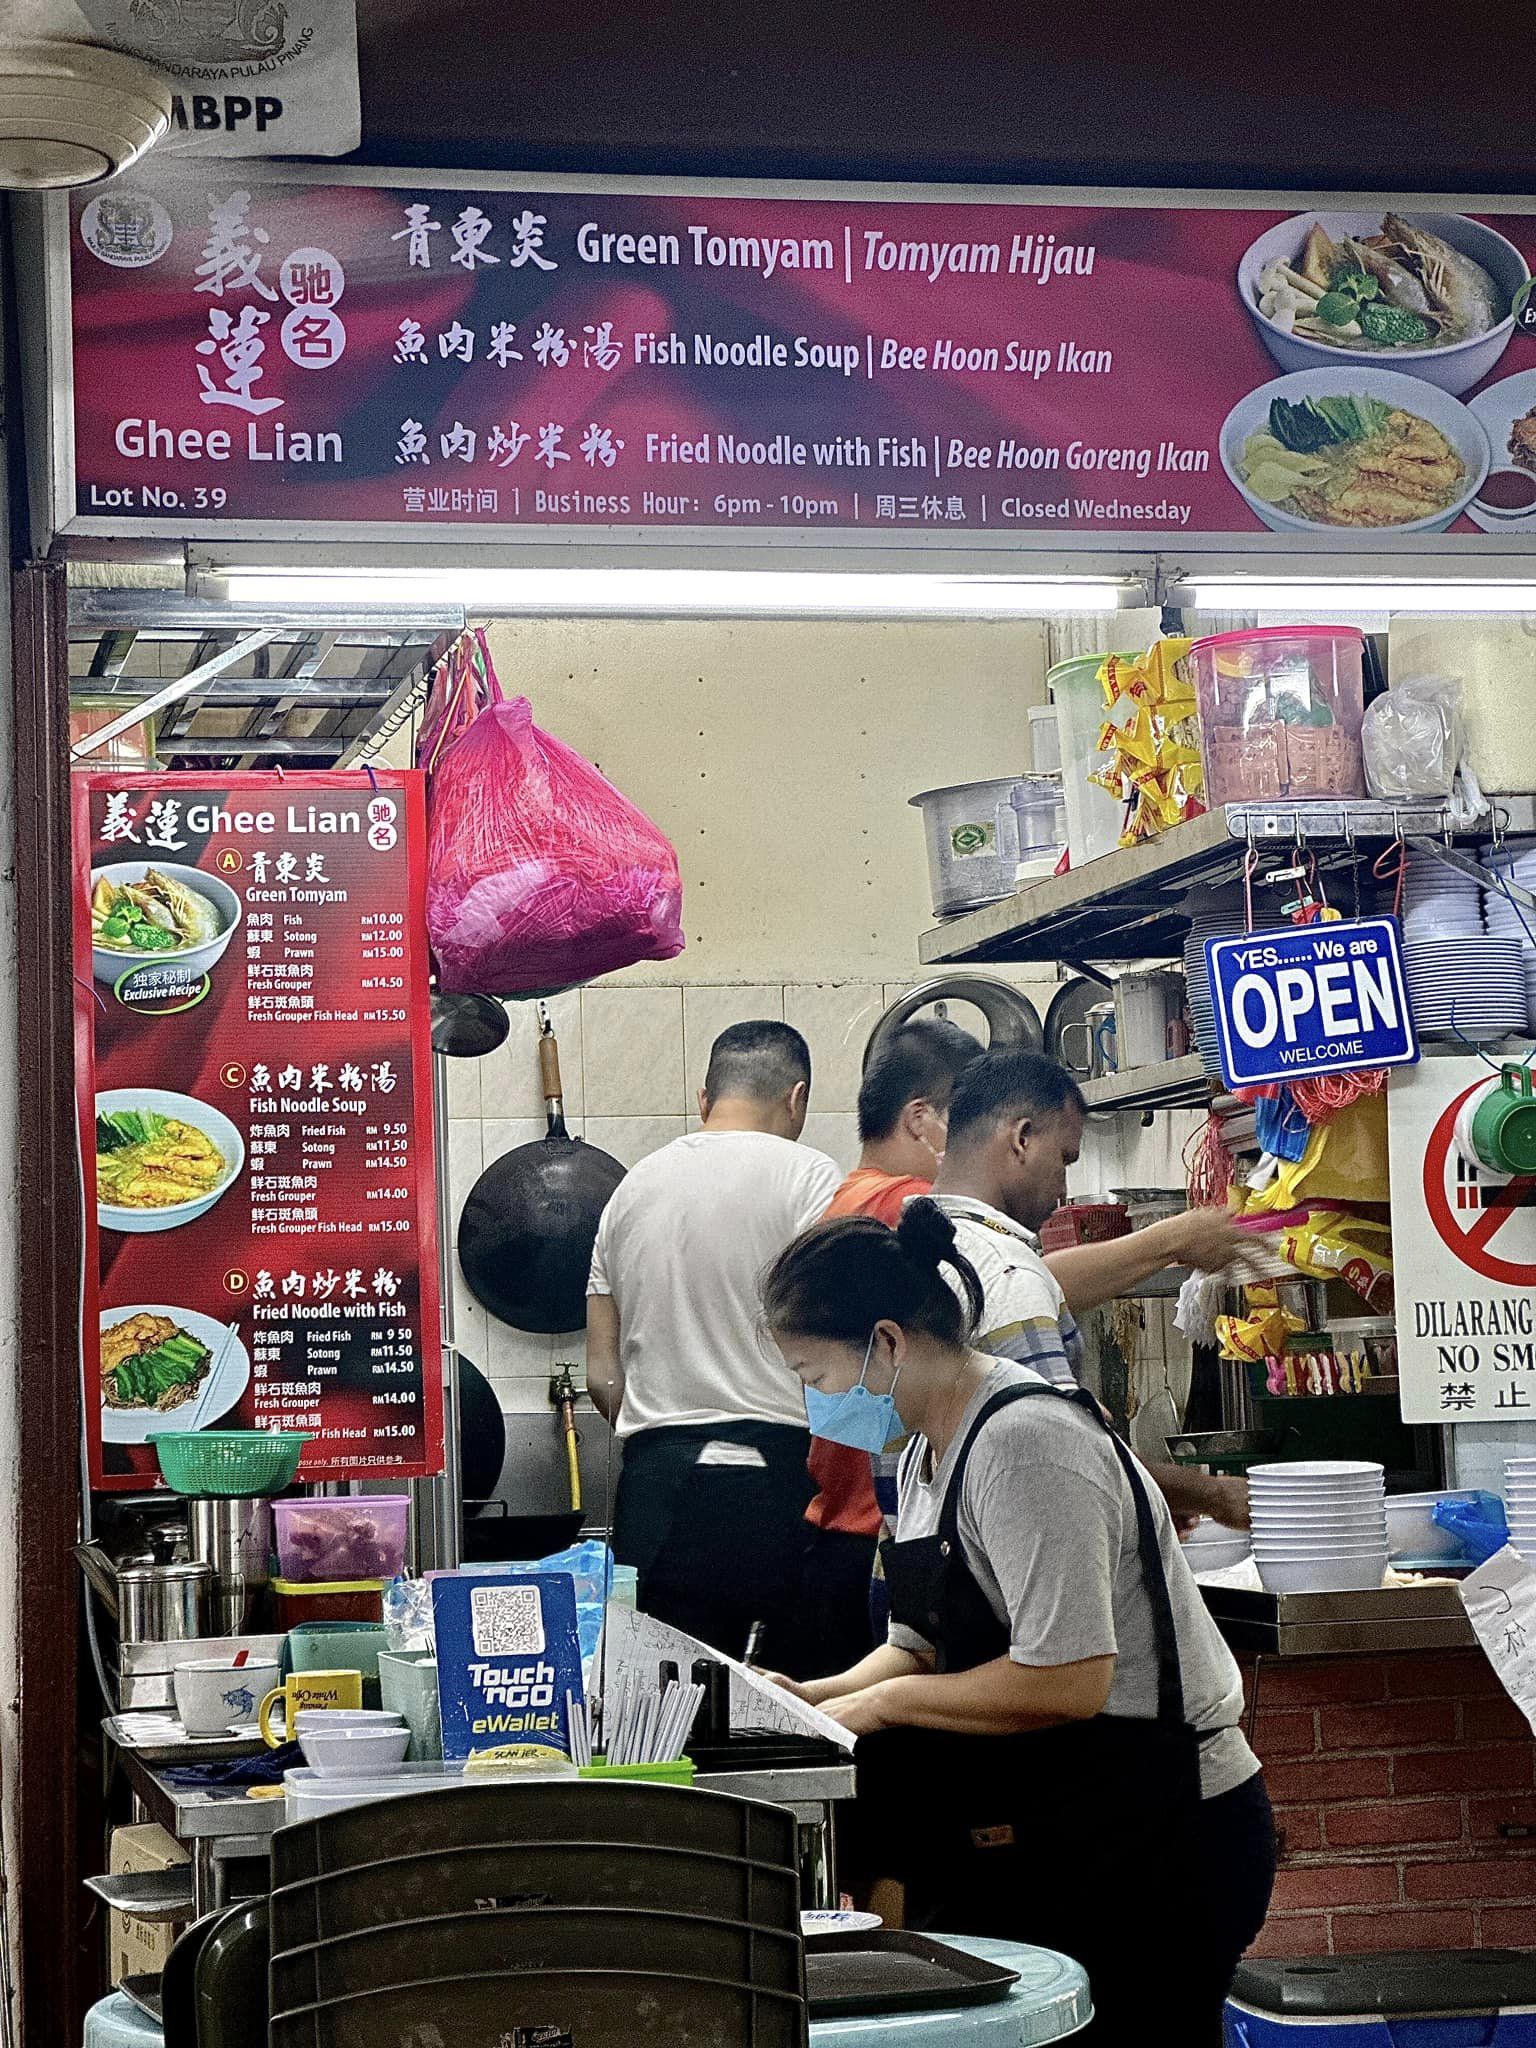 BANDARAYA PULAU PINANG
MBPP
義蓮
驰名
Ghee Lian
Lot No. 39
青東炎 Green Tomyam | Tomyam Hijau
魚肉米粉湯 Fish Noodle Soup | Bee Hoon Sup Ikan
魚肉炒米粉 Fried Noodle with Fish | Bee Hoon Goreng Ikan
营业时间 | Business Hour: 6pm - 10pm | 周三休息 | Closed Wednesday
義蓮 Ghee Lian 驰名
A 青東炎
Green Tomyam
魚肉 Fish RM10.00
蘇東 Sotong RM12.00
蝦 Prawn RM15.00
鮮石斑魚肉
Fresh Grouper RM14.50
鮮石斑魚頭
Fresh Grouper Fish Head RM15.50
独家秘制
Exclusive Recipe
C 魚肉米粉湯
Fish Noodle Soup
炸魚肉 Fried Fish RM 9.50
蘇東 Sotong RM11.50
蝦 Prawn RM14.50
鮮石斑魚肉
Fresh Grouper RM14.00
鮮石斑魚頭
Fresh Grouper Fish Head RM15.00
D 魚肉炒米粉
Fried Noodle with Fish
炸魚肉 Fried Fish RM 9 50
蘇東 Sotong RM11.50
蝦 Prawn RM14.50
鮮石斑魚肉
Fresh Grouper RM14.00
鮮石斑魚頭
Fish Head RM15.00
only. 所有图片只供参考
YES...... We are
OPEN
WELCOME
DILARANG
NO SMO
禁 止
Touch
'nGO
eWallet
White Cofee